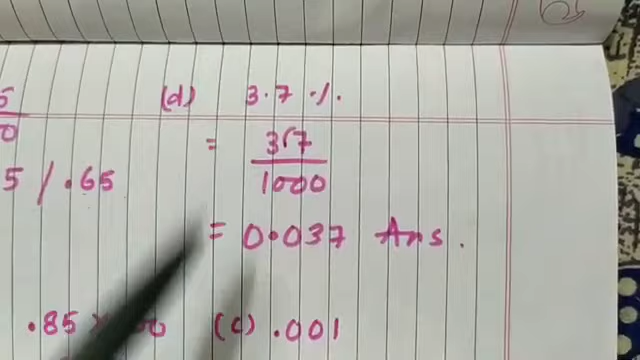 (d) 3.7 %.
= 37
1000
5 / .65
= 0.037 Ans.
.85 × (c) .001